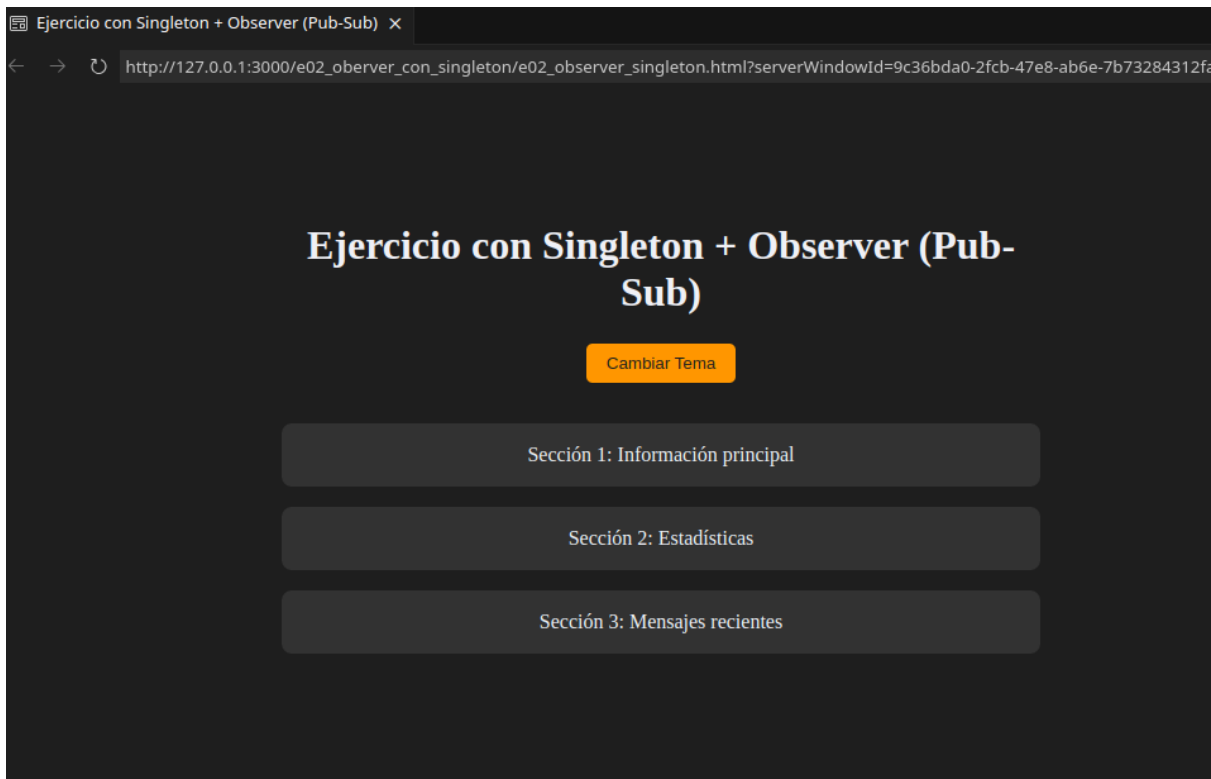 Ejercicio con Singleton + Observer (Pub-Sub)
http://127.0.0.1:3000/e02_oberver_con_singleton/e02_observer_singleton.html?serverWindowId=9c36bda0-2fcb-47e8-ab6e-7b73284312fa
Ejercicio con Singleton + Observer (Pub-
Sub)
Cambiar Tema
Sección 1: Información principal
Sección 2: Estadísticas
Sección 3: Mensajes recientes